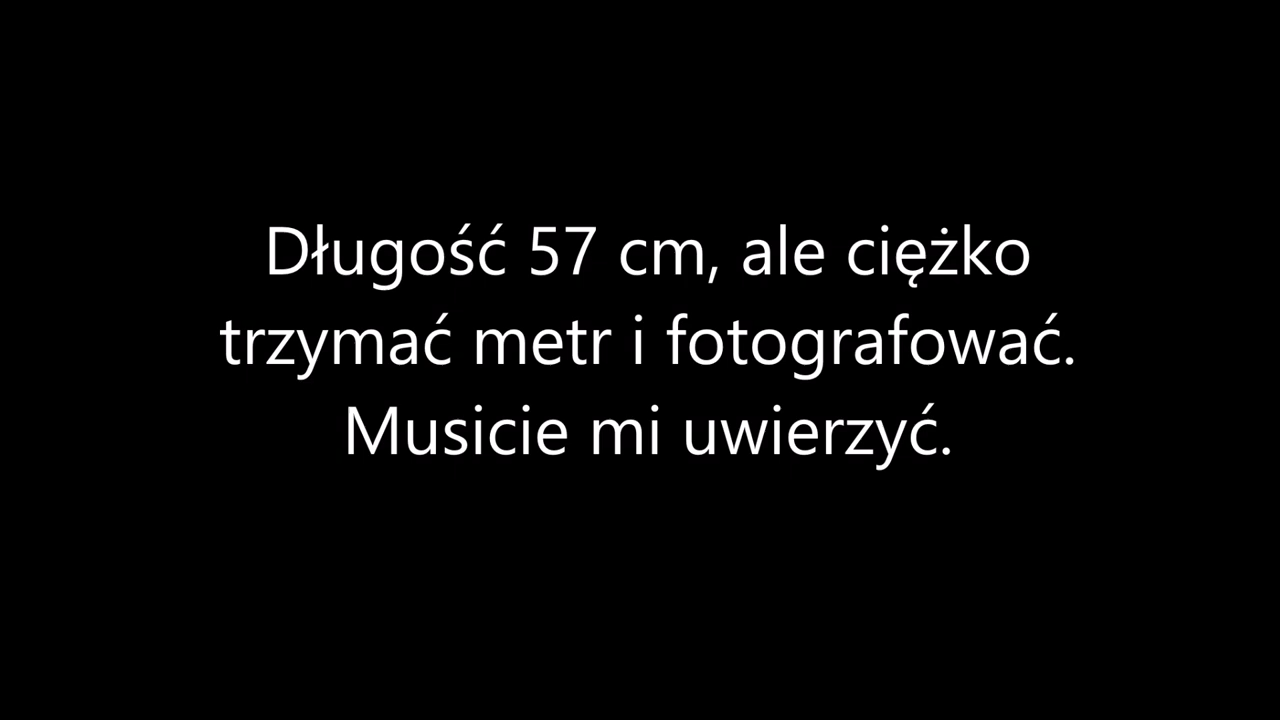 Długość 57 cm, ale ciężko
trzymać metr i fotografować.
Musicie mi uwierzyć.